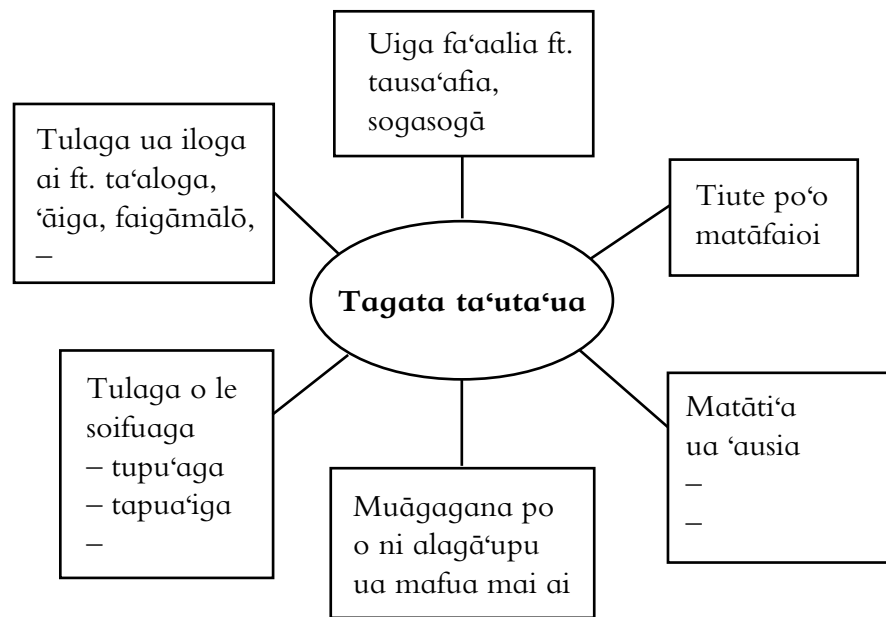 Uiga fa‘aalia ft.
tausa‘afia,
sogasogā
Tulaga ua iloga
ai ft. ta‘aloga,
‘āiga, faigāmālō,
–
Tiute po‘o
matāfaioi
Tagata ta‘uta‘ua
Tulaga o le
soifuaga
– tupu‘aga
– tapua‘iga
–
Muāgagana po
o ni alagā‘upu
ua mafua mai ai
Matāti‘a
ua ‘ausia
–
–